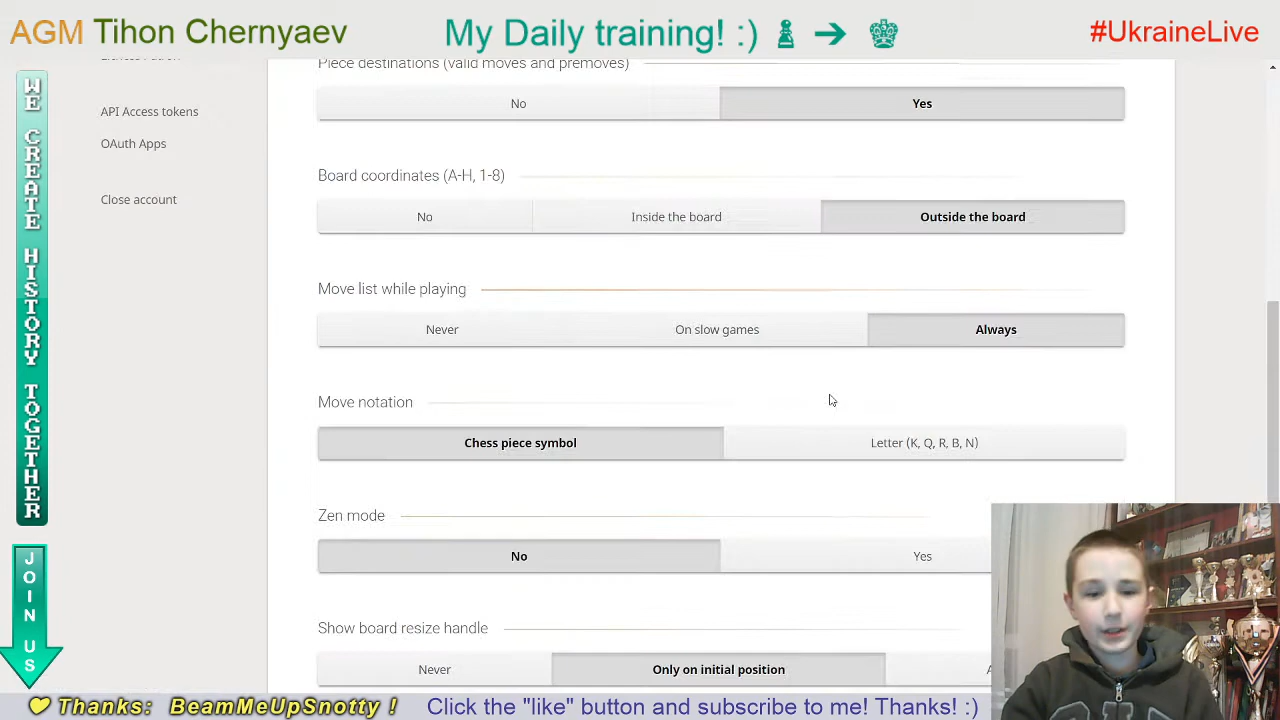 AGM Tihon Chernyaev
My Daily training! :)
#UkraineLive
WE CREATE HISTORY TOGETHER
JOIN US
API Access tokens
OAuth Apps
Close account
Piece destinations (valid moves and premoves)
No
Yes
Board coordinates (A-H, 1-8)
No
Inside the board
Outside the board
Move list while playing
Never
On slow games
Always
Move notation
Chess piece symbol
Letter (K, Q, R, B, N)
Zen mode
No
Yes
Show board resize handle
Never
Only on initial position
Thanks: BeamMeUpSnotty !
Click the "like" button and subscribe to me! Thanks! :)